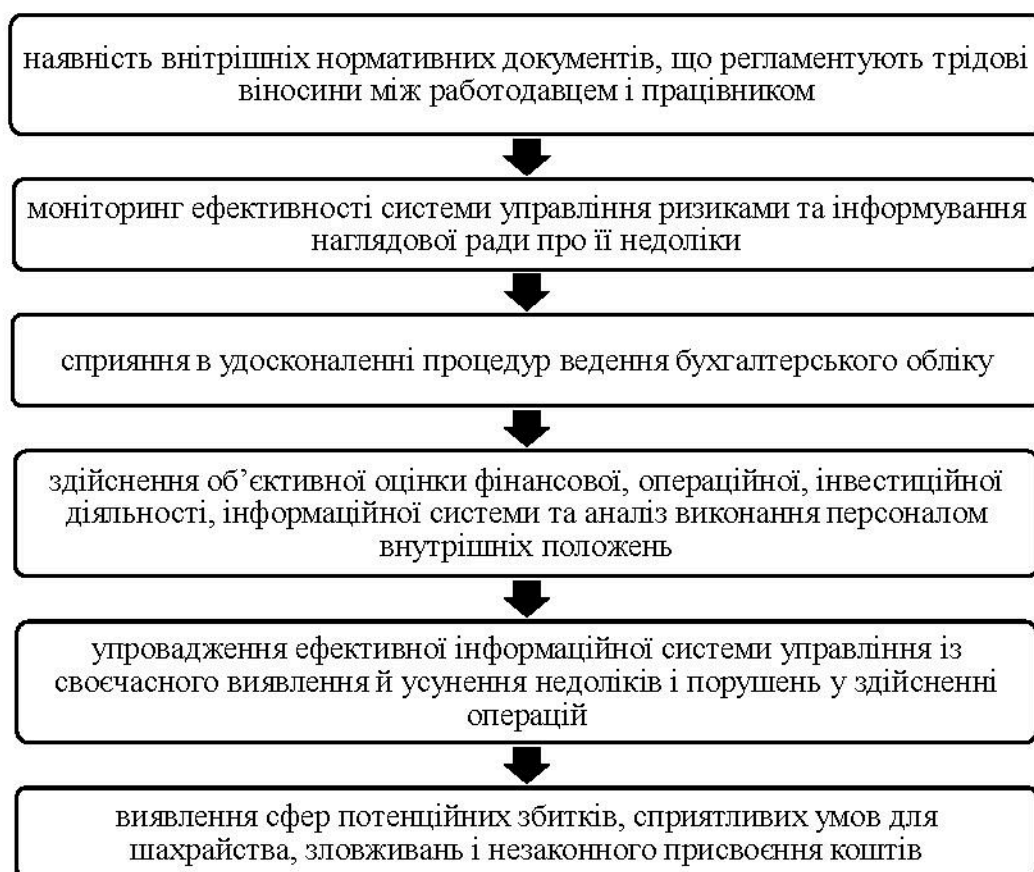 наявність внітрішніх нормативних документів, що регламентують трідові
віносини між работодавцем і працівником
моніторинг ефективності системи управління ризиками та інформування
наглядової ради про її недоліки
сприяння в удосконаленні процедур ведення бухгалтерського обліку
здійснення об’єктивної оцінки фінансової, операційної, інвестиційної
діяльності, інформаційної системи та аналіз виконання персоналом
внутрішніх положень
упровадження ефективної інформаційної системи управління із
своєчасного виявлення й усунення недоліків і порушень у здійсненні
операцій
виявлення сфер потенційних збитків, сприятливих умов для
шахрайства, зловживань і незаконного присвоєння коштів